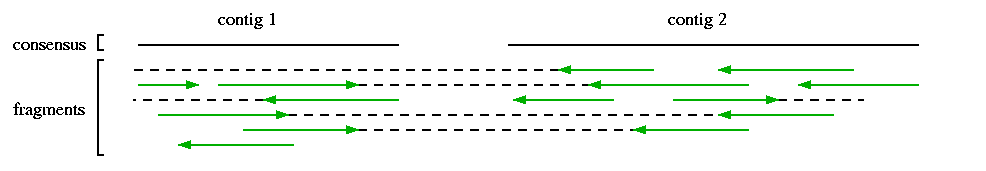 contig 1
contig 2
consensus
fragments